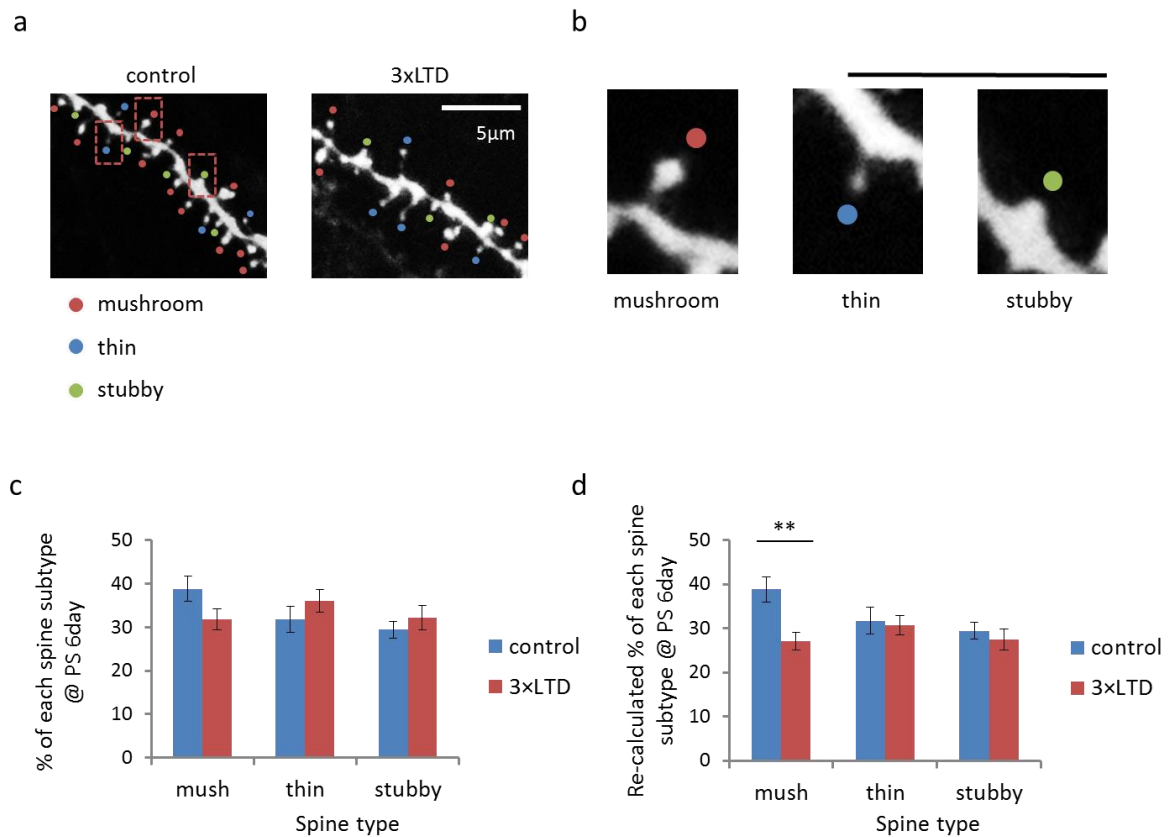 a
control
3xLTD
5μm
mushroom
thin
stubby
b
mushroom
thin
stubby
c
% of each spine subtype
@ PS 6day
50
40
30
20
10
0
mush
thin
stubby
Spine type
control
3×LTD
d
Re-calculated % of each spine
subtype @ PS 6day
50
40
30
20
10
0
**
mush
thin
stubby
Spine type
control
3×LTD